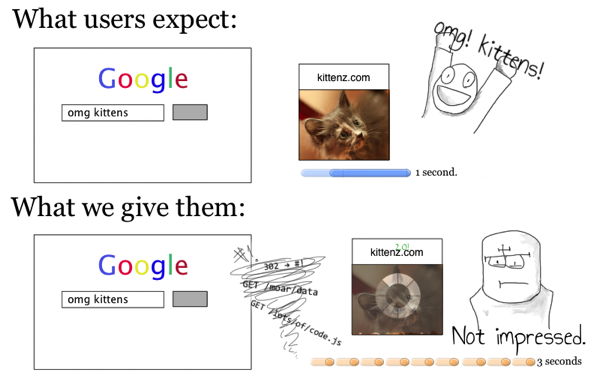 What users expect:
omg! kittens!
Google
kittenz.com
omg kittens
1 second.
What we give them:
302 → #!
Google
kittenz.com
omg kittens
GET /moar/data
GET /lots/of/code.js
Not impressed.
3 seconds